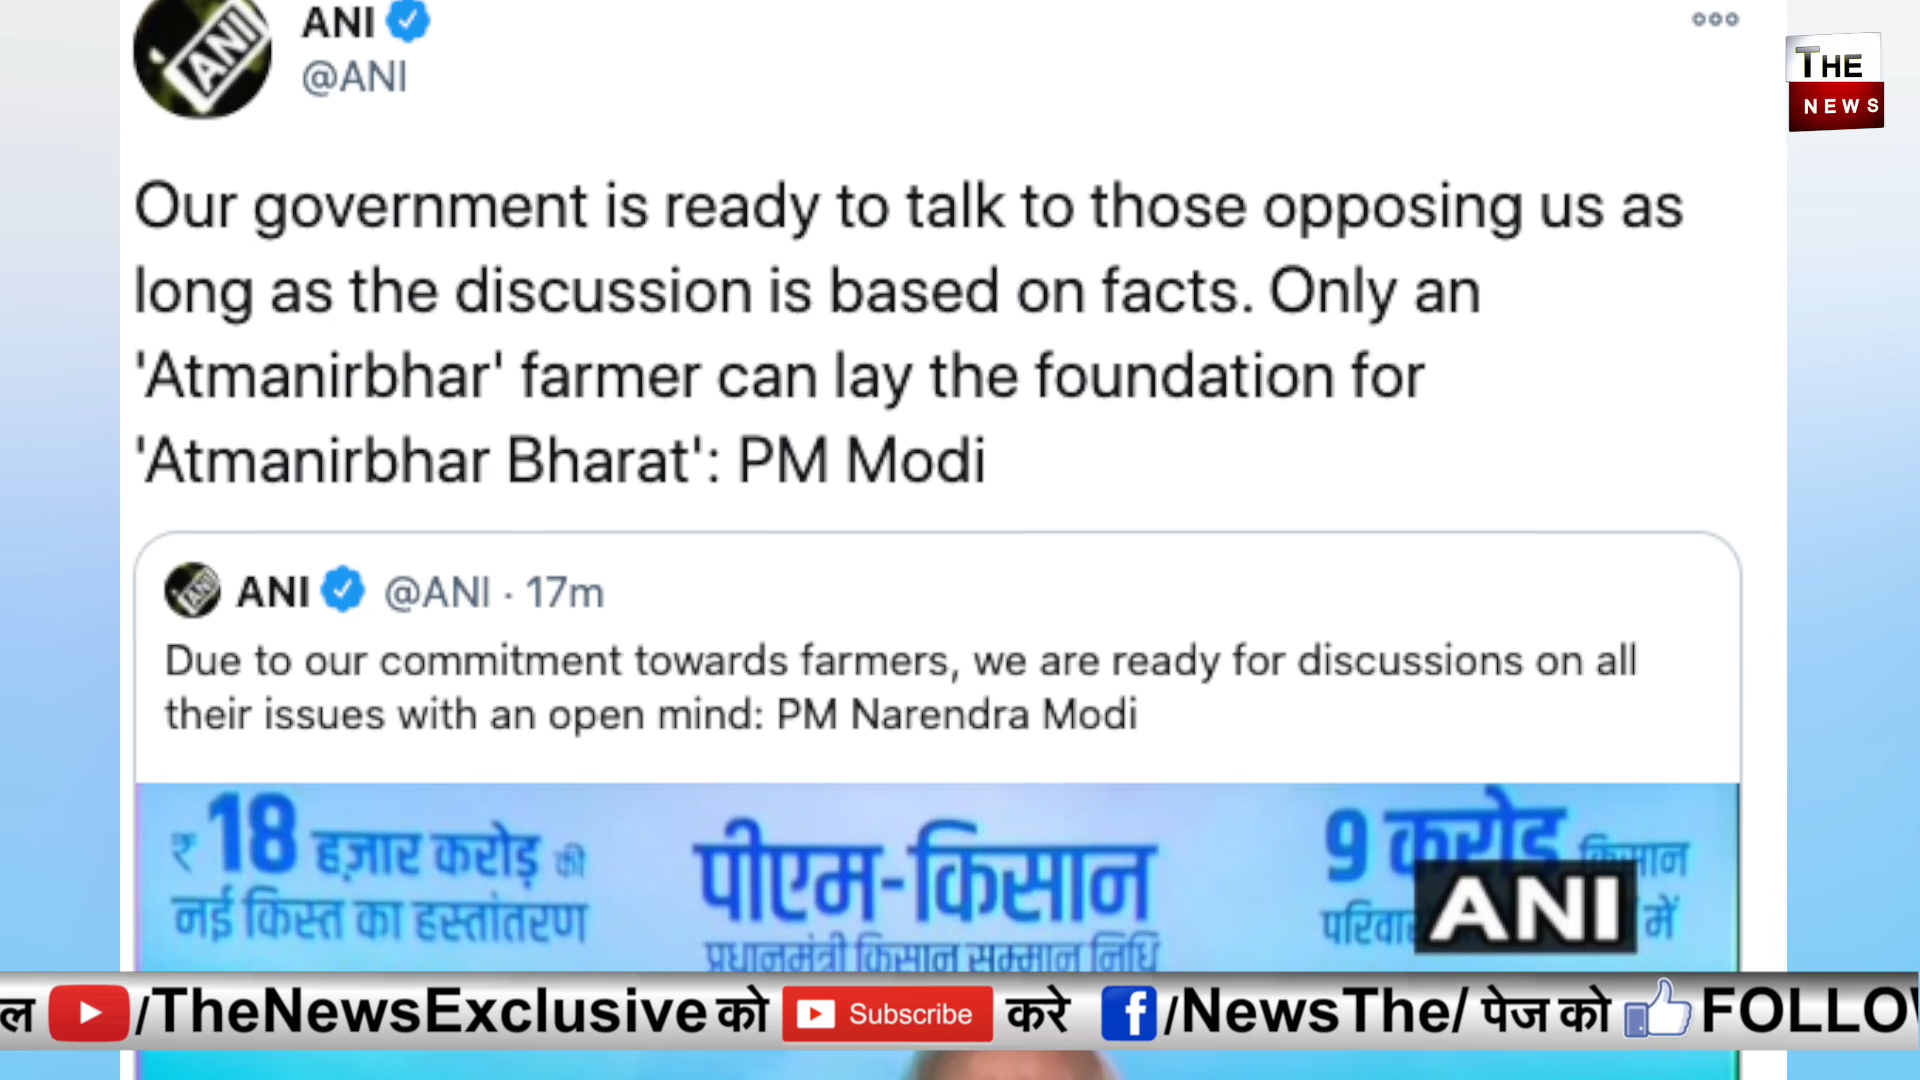 ANI
@ANI
THE
NEWS
Our government is ready to talk to those opposing us as
long as the discussion is based on facts. Only an
'Atmanirbhar' farmer can lay the foundation for
'Atmanirbhar Bharat': PM Modi
ANI @ANI · 17m
Due to our commitment towards farmers, we are ready for discussions on all
their issues with an open mind: PM Narendra Modi
₹ 18 हज़ार करोड़ की
नई किस्त का हस्तांतरण
पीएम-किसान
प्रधानमंत्री किसान सम्मान निधि
9 करोड़ किसान
में
ANI
/TheNewsExclusive को Subscribe करे /NewsThe/ पेज को FOLLO